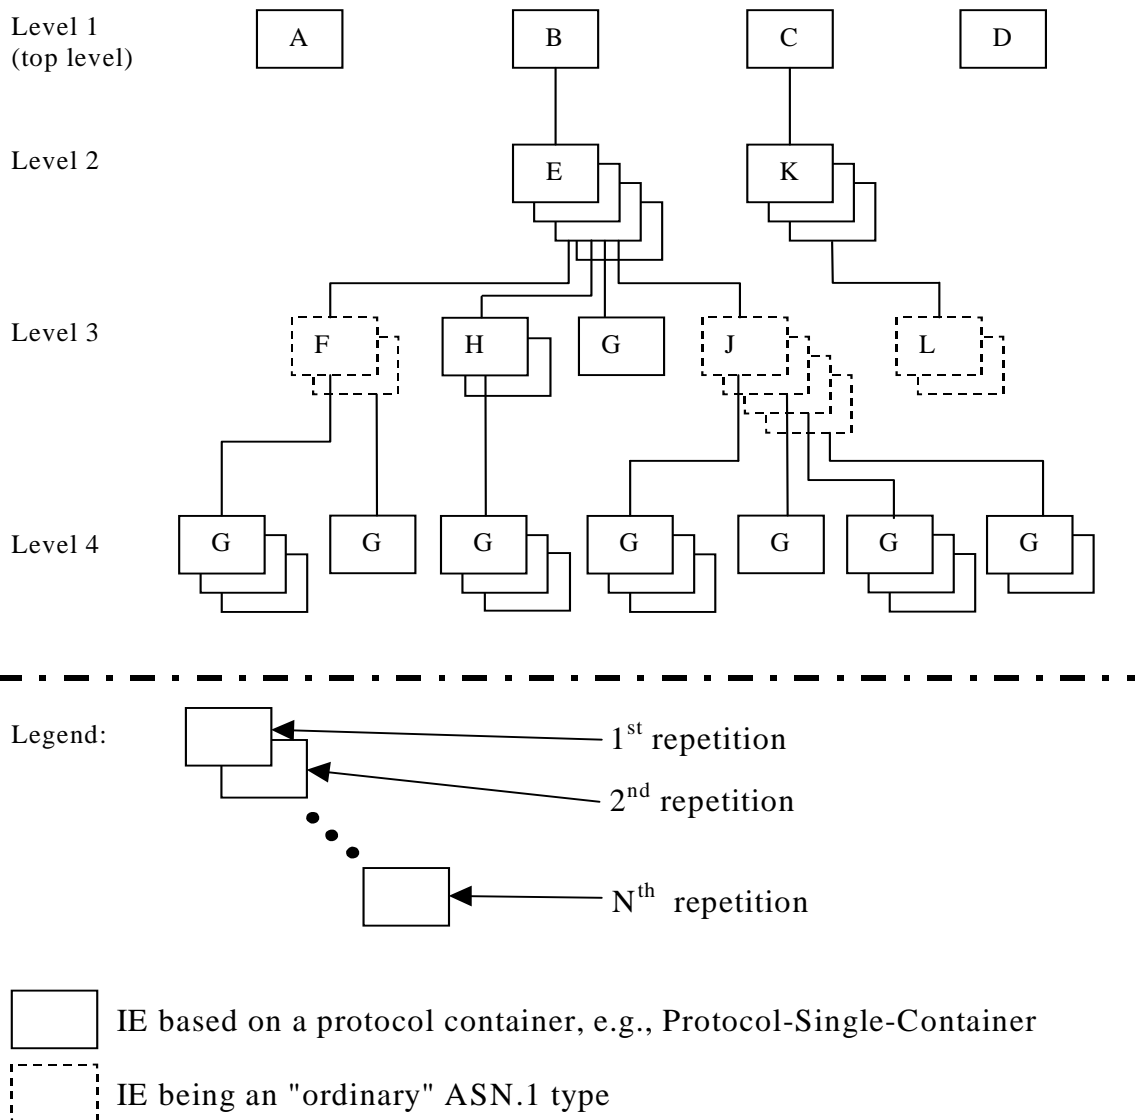 Level 1
(top level)
A
B
C
D
Level 2
E
K
Level 3
F
H
G
J
L
Level 4
G
G
G
G
G
G
G
Legend:
1st repetition
2nd repetition
Nth repetition
IE based on a protocol container, e.g., Protocol-Single-Container
IE being an "ordinary" ASN.1 type